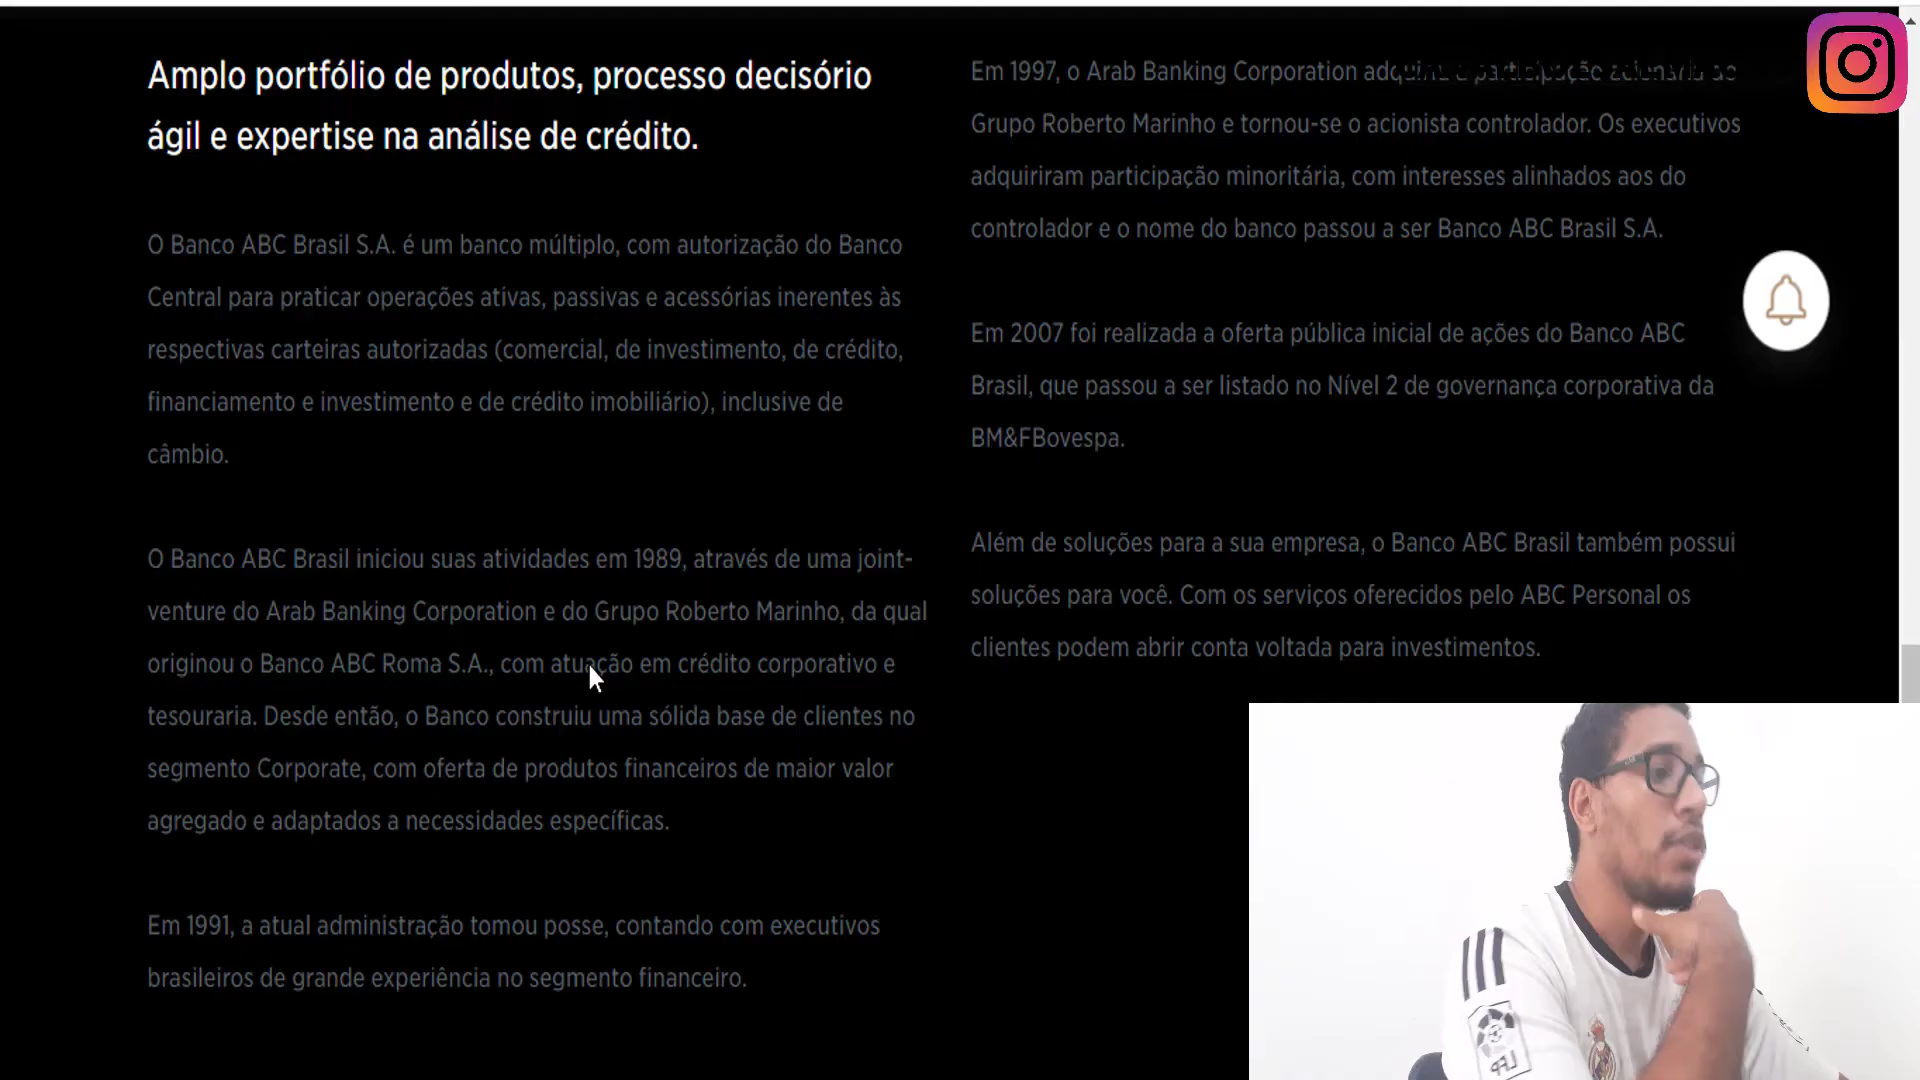 Amplo portfólio de produtos, processo decisório
ágil e expertise na análise de crédito.
O Banco ABC Brasil S.A. é um banco múltiplo, com autorização do Banco
Central para praticar operações ativas, passivas e acessórias inerentes às
respectivas carteiras autorizadas (comercial, de investimento, de crédito,
financiamento e investimento e de crédito imobiliário), inclusive de
câmbio.
O Banco ABC Brasil iniciou suas atividades em 1989, através de uma joint-
venture do Arab Banking Corporation e do Grupo Roberto Marinho, da qual
originou o Banco ABC Roma S.A., com atuação em crédito corporativo e
tesouraria. Desde então, o Banco construiu uma sólida base de clientes no
segmento Corporate, com oferta de produtos financeiros de maior valor
agregado e adaptados a necessidades específicas.
Em 1991, a atual administração tomou posse, contando com executivos
brasileiros de grande experiência no segmento financeiro.
Em 1997, o Arab Banking Corporation adquiriu a participação acionária do
Grupo Roberto Marinho e tornou-se o acionista controlador. Os executivos
adquiriram participação minoritária, com interesses alinhados aos do
controlador e o nome do banco passou a ser Banco ABC Brasil S.A.
Em 2007 foi realizada a oferta pública inicial de ações do Banco ABC
Brasil, que passou a ser listado no Nível 2 de governança corporativa da
BM&FBovespa.
Além de soluções para a sua empresa, o Banco ABC Brasil também possui
soluções para você. Com os serviços oferecidos pelo ABC Personal os
clientes podem abrir conta voltada para investimentos.